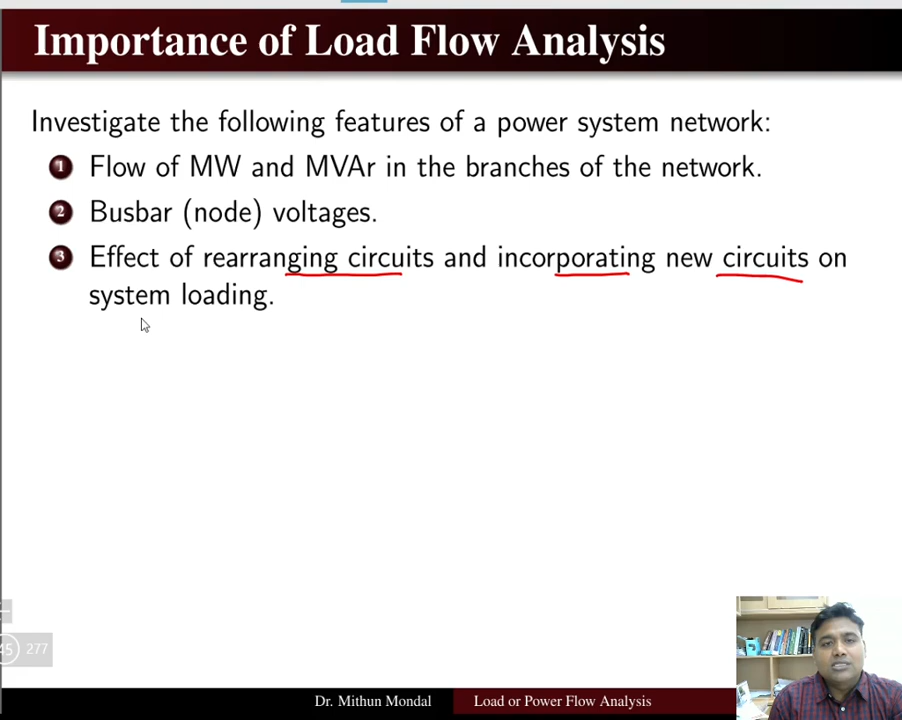 Importance of Load Flow Analysis
Investigate the following features of a power system network:
1 Flow of MW and MVAr in the branches of the network.
2 Busbar (node) voltages.
3 Effect of rearranging circuits and incorporating new circuits on
system loading.
45 277
Dr. Mithun Mondal Load or Power Flow Analysis